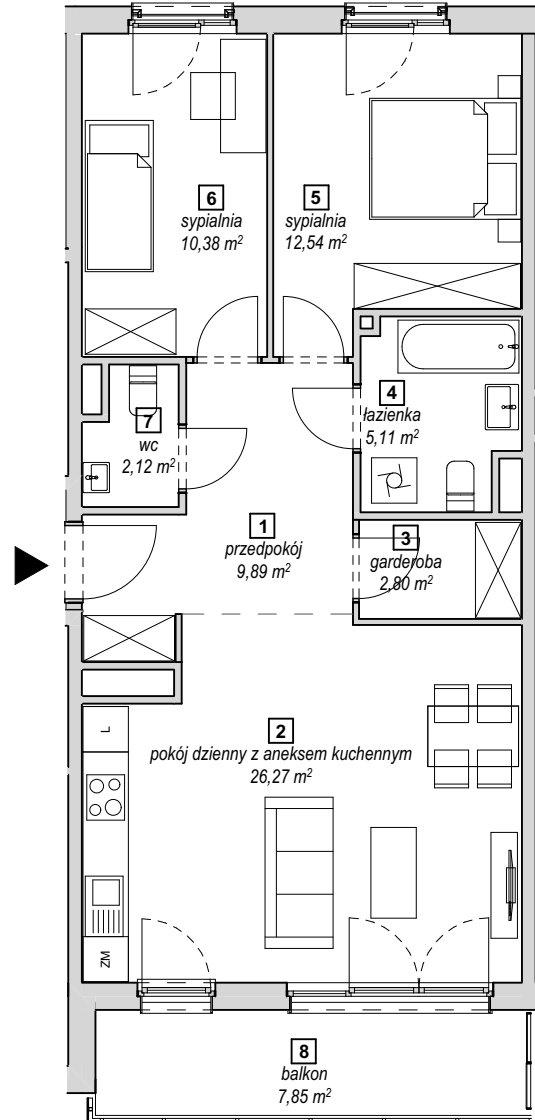 6
sypialnia
10,38 m²
5
sypialnia
12,54 m²
7
wc
2,12 m²
4
łazienka
5,11 m²
1
przedpokój
9,89 m²
3
garderoba
2,80 m²
L
2
pokój dzienny z aneksem kuchennym
26,27 m²
ZM
8
balkon
7,85 m²